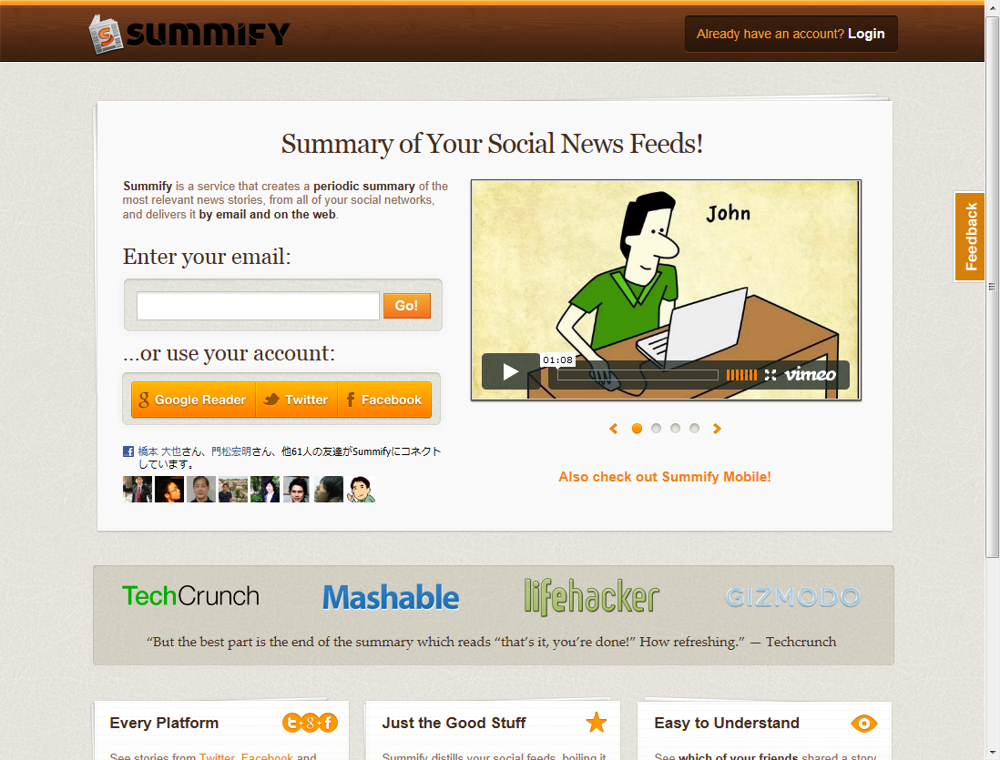 SUMMIFY
Already have an account? Login
Summary of Your Social News Feeds!
Summify is a service that creates a periodic summary of the
most relevant news stories, from all of your social networks,
and delivers it by email and on the web.
John
Feedback
Enter your email:
Go!
...or use your account:
01:08
vimeo
Google Reader
Twitter
Facebook
橋本 大也さん、門松宏明さん、他61人の友達がSummifyにコネクト
しています。
Also check out Summify Mobile!
TechCrunch
Mashable
lifehacker
GIZMODO
“But the best part is the end of the summary which reads “that’s it, you’re done!” How refreshing.” — Techcrunch
Every Platform
Just the Good Stuff
Easy to Understand
See stories from Twitter, Facebook and
Summify distills your social feeds, boiling it
See which of your friends shared a story